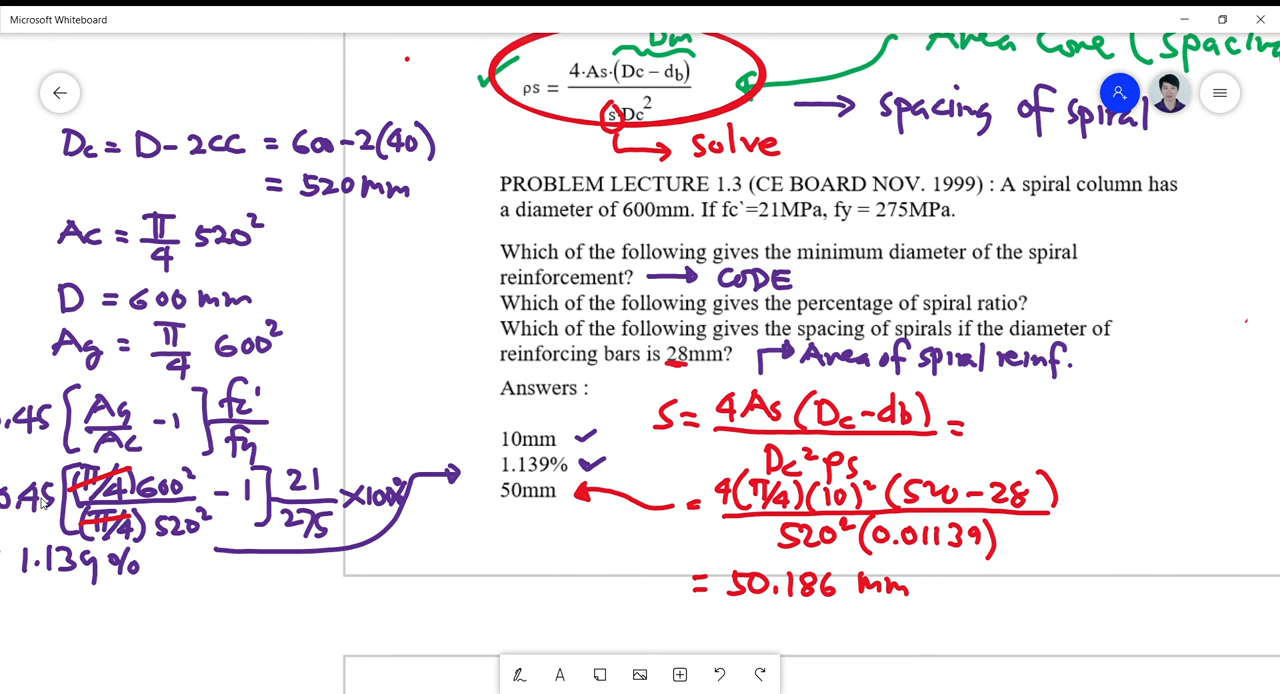 Microsoft Whiteboard
Dm
Area Core (Spacing
ρs = 4·As·(Dc − db) / s·Dc²
→ spacing of spiral
→ solve
Dc = D - 2CC = 600 - 2(40)
= 520 mm
Ac = π/4 520²
D = 600 mm
Ag = π/4 600²
.45 [Ag/Ac - 1] fc'/fy
0.45 [(π/4)600² / (π/4)520² - 1] 21/275 x100%
1.139%
PROBLEM LECTURE 1.3 (CE BOARD NOV. 1999) : A spiral column has
a diameter of 600mm. If fc`=21MPa, fy = 275MPa.
Which of the following gives the minimum diameter of the spiral
reinforcement? → CODE
Which of the following gives the percentage of spiral ratio?
Which of the following gives the spacing of spirals if the diameter of
reinforcing bars is 28mm? → Area of spiral reinf.
Answers :
10mm ✓
1.139% ✓
50mm
S = 4As (Dc-db) / Dc² ρs =
= 4(π/4)(10)² (520-28) / 520² (0.01139)
= 50.186 mm
A